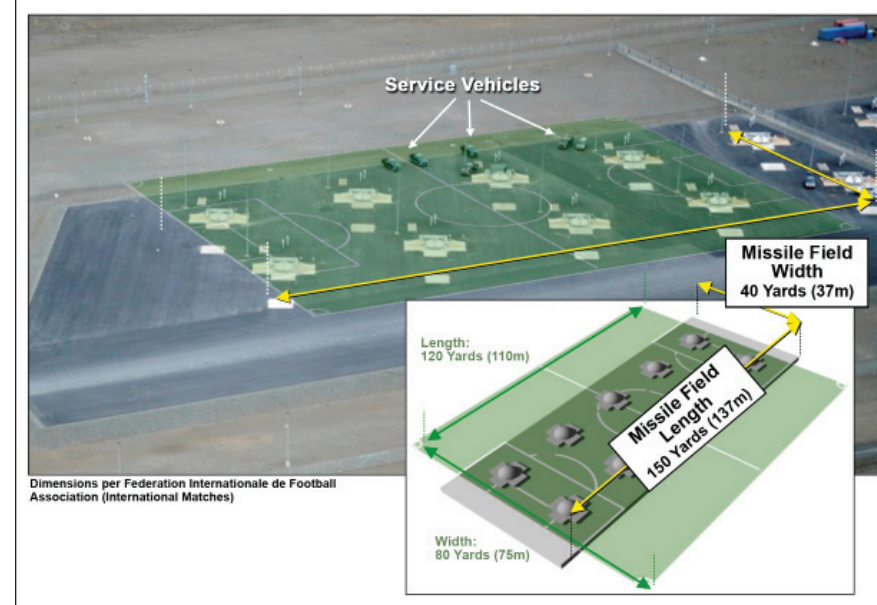 Service Vehicles
Missile Field
Width
40 Yards (37m)
Length:
120 Yards (110m)
Missile Field
Length
150 Yards (137m)
Dimensions per Federation Internationale de Football
Association (International Matches)
Width:
80 Yards (75m)